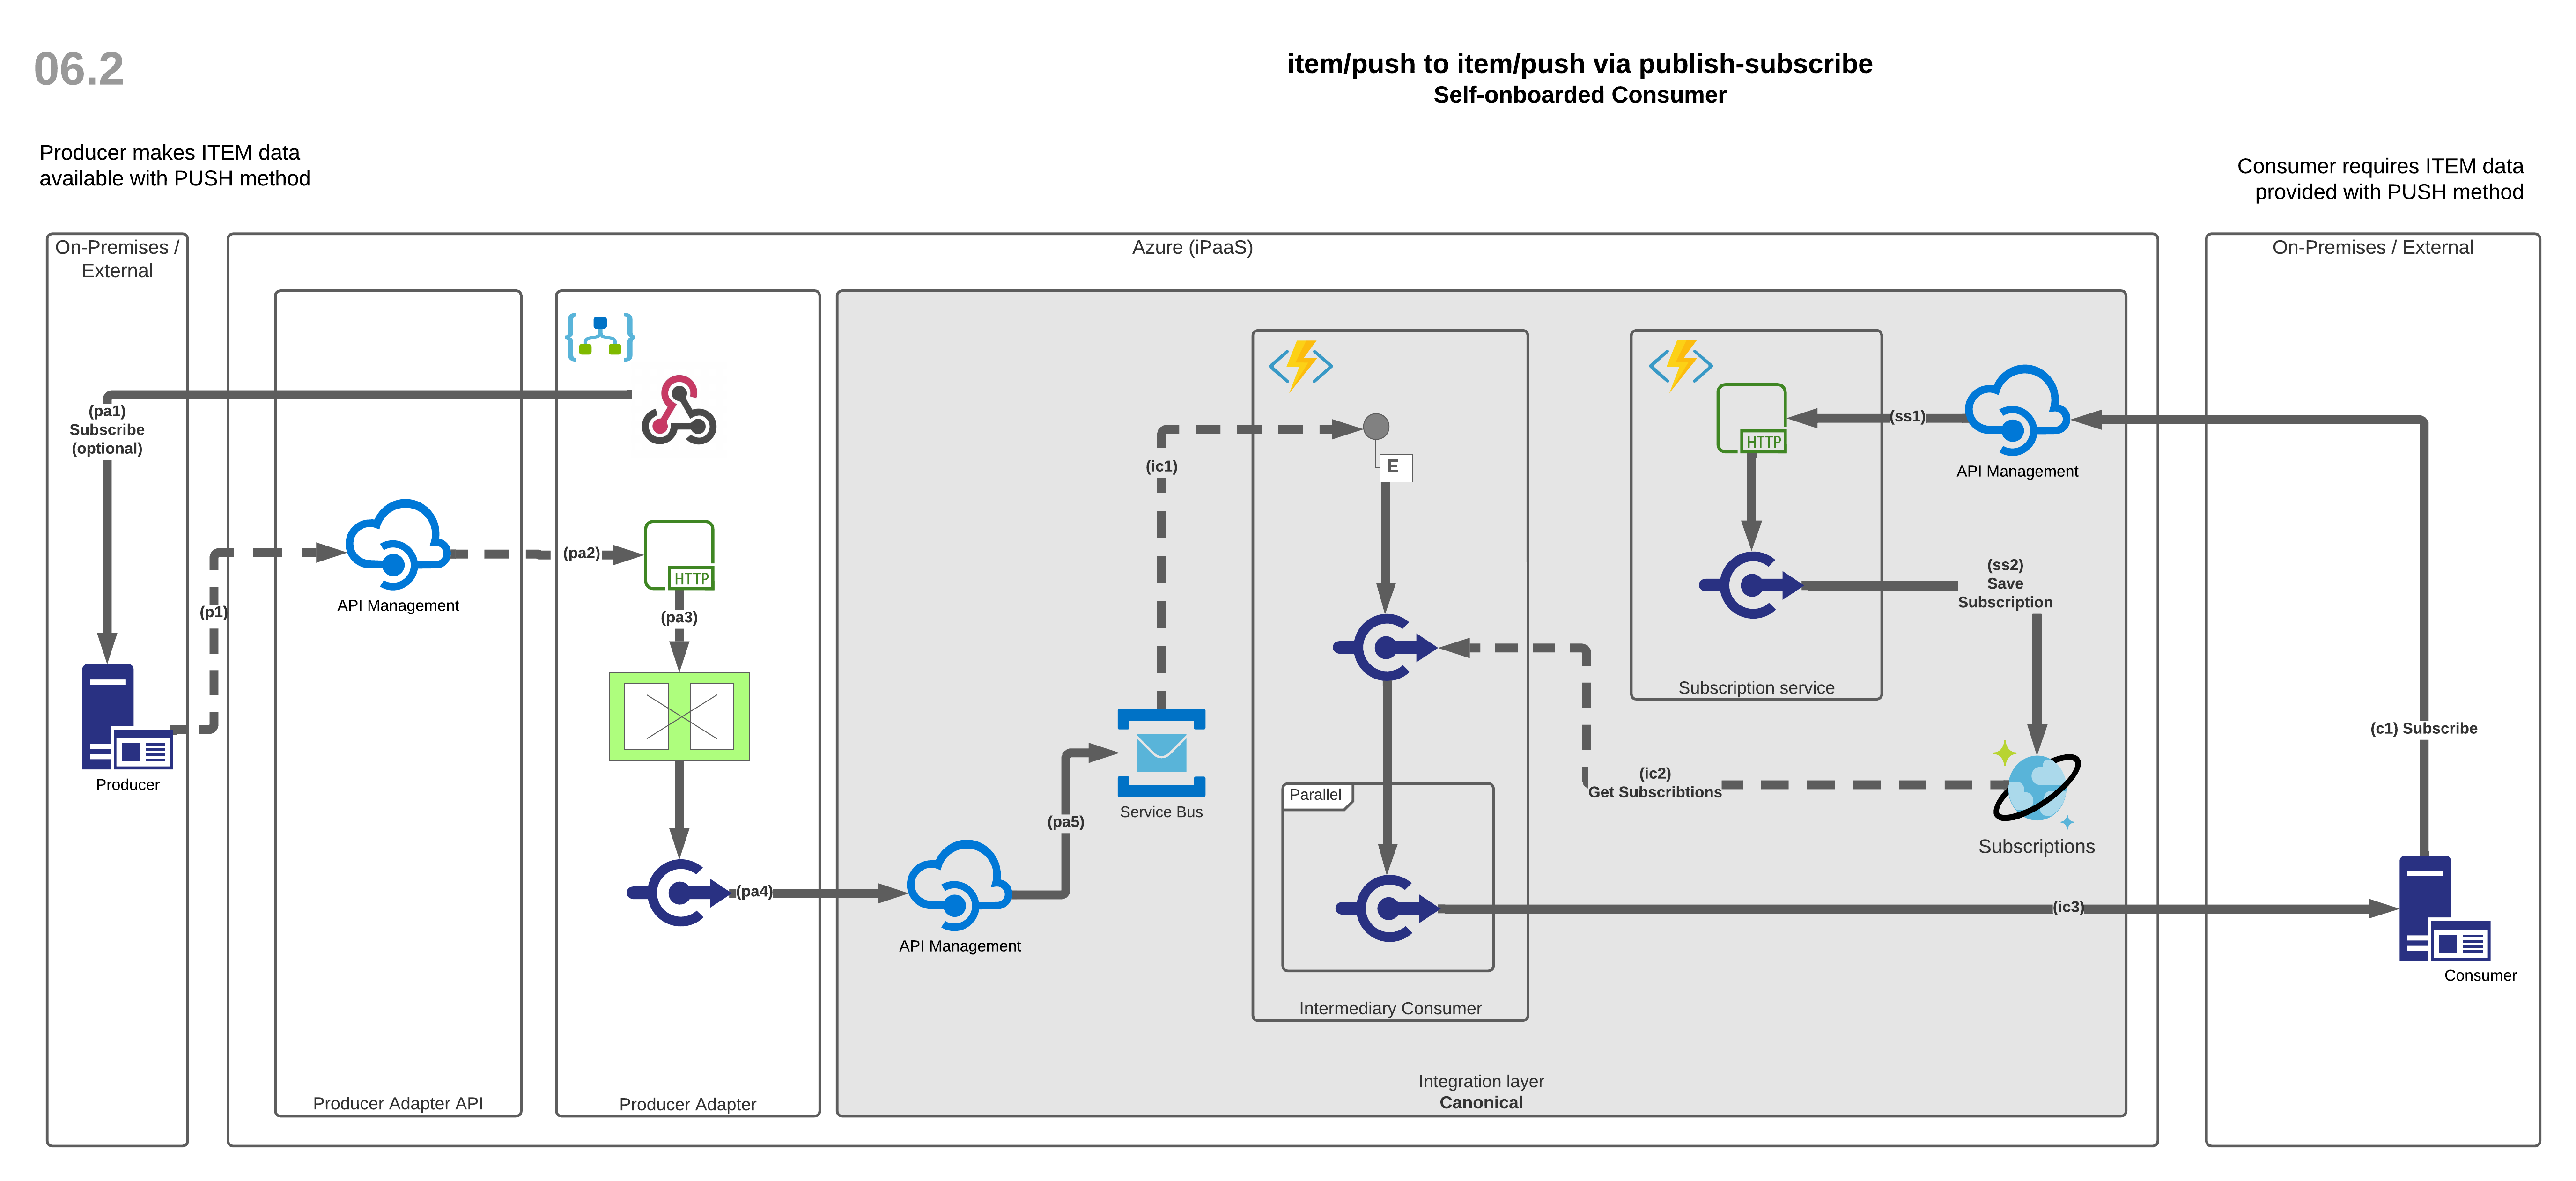 06.2
item/push to item/push via publish-subscribe
Self-onboarded Consumer
Producer makes ITEM data
available with PUSH method
Consumer requires ITEM data
provided with PUSH method
On-Premises /
External
Azure (iPaaS)
On-Premises / External
(pa1)
Subscribe
(optional)
(p1)
Producer
API Management
Producer Adapter API
(pa2)
HTTP
(pa3)
(pa4)
Producer Adapter
API Management
(pa5)
Service Bus
(ic1)
E
Parallel
Intermediary Consumer
HTTP
Subscription service
(ss1)
API Management
(ss2)
Save
Subscription
(ic2)
Get Subscribtions
Subscriptions
(ic3)
Integration layer
Canonical
(c1) Subscribe
Consumer